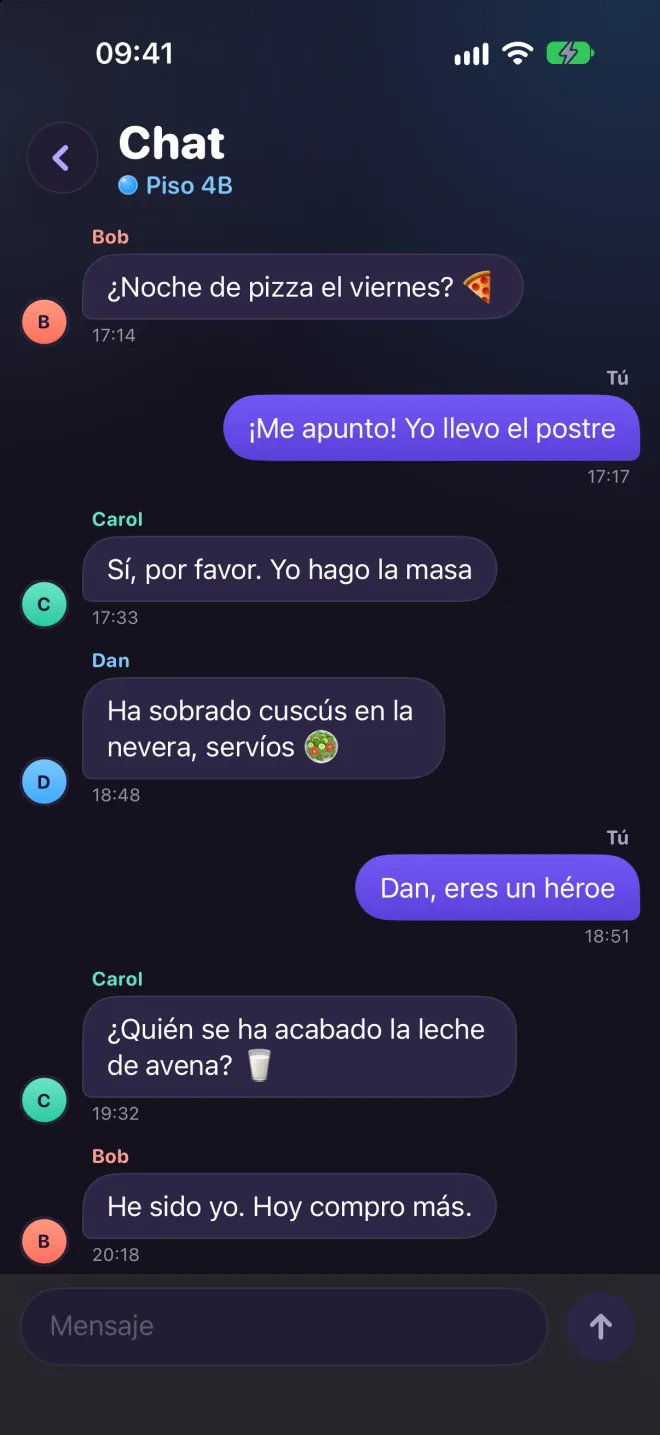 09:41
Chat
Piso 4B
Bob
¿Noche de pizza el viernes? 🍕
B
17:14
Tú
¡Me apunto! Yo llevo el postre
17:17
Carol
Sí, por favor. Yo hago la masa
C
17:33
Dan
Ha sobrado cuscús en la
nevera, servíos 🥗
D
18:48
Tú
Dan, eres un héroe
18:51
Carol
¿Quién se ha acabado la leche
de avena? 🥛
C
19:32
Bob
He sido yo. Hoy compro más.
B
20:18
Mensaje